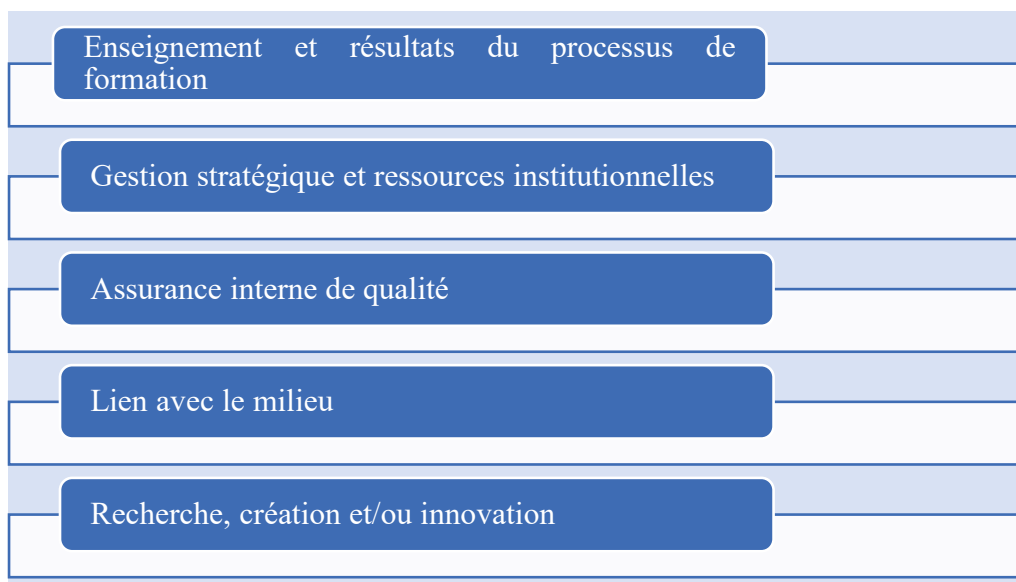 Enseignement et résultats du processus de
formation
Gestion stratégique et ressources institutionnelles
Assurance interne de qualité
Lien avec le milieu
Recherche, création et/ou innovation